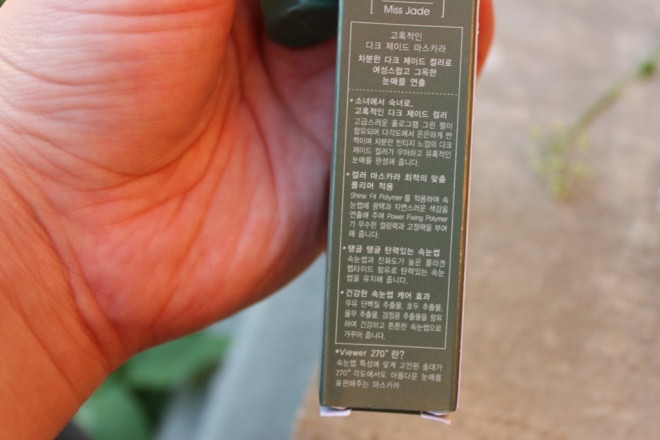 Miss Jade
고혹적인
다크 제이드 마스카라
차분한 다크 제이드 컬러로
여성스럽고 그윽한
눈매를 연출
• 소녀에서 숙녀로,
고혹적인 다크 제이드 컬러
고급스러운 홀로그램 그린 펄이
함유되어 다각도에서 은은하게 반
짝이며 차분한 빈티지 느낌의 다크
제이드 컬러가 우아하고 유혹적인
눈매를 완성해 줍니다.
• 컬러 마스카라 최적의 맞춤
폴리머 적용
Shine Fit Polymer 를 적용하여 속
눈썹에 광택과 자연스러운 색감을
연출해 주며 Power Fixing Polymer
가 우수한 컬링력과 고정력을 부여
해 줍니다.
• 탱글 탱글 탄력있는 속눈썹
속눈썹과 친화도가 높은 콜라겐
펩타이드 함유로 탄력있는 속눈
썹을 유지해 줍니다.
• 건강한 속눈썹 케어 효과
우유 단백질 추출물, 호두 추출물,
율무 추출물, 검정콩 추출물을 함유
하여 건강하고 튼튼한 속눈썹으로
가꾸어 줍니다.
*Viewer 270° 란?
속눈썹 특성에 맞게 고안된 솔대가
270° 각도에서도 아름다운 눈매를
표현해주는 마스카라